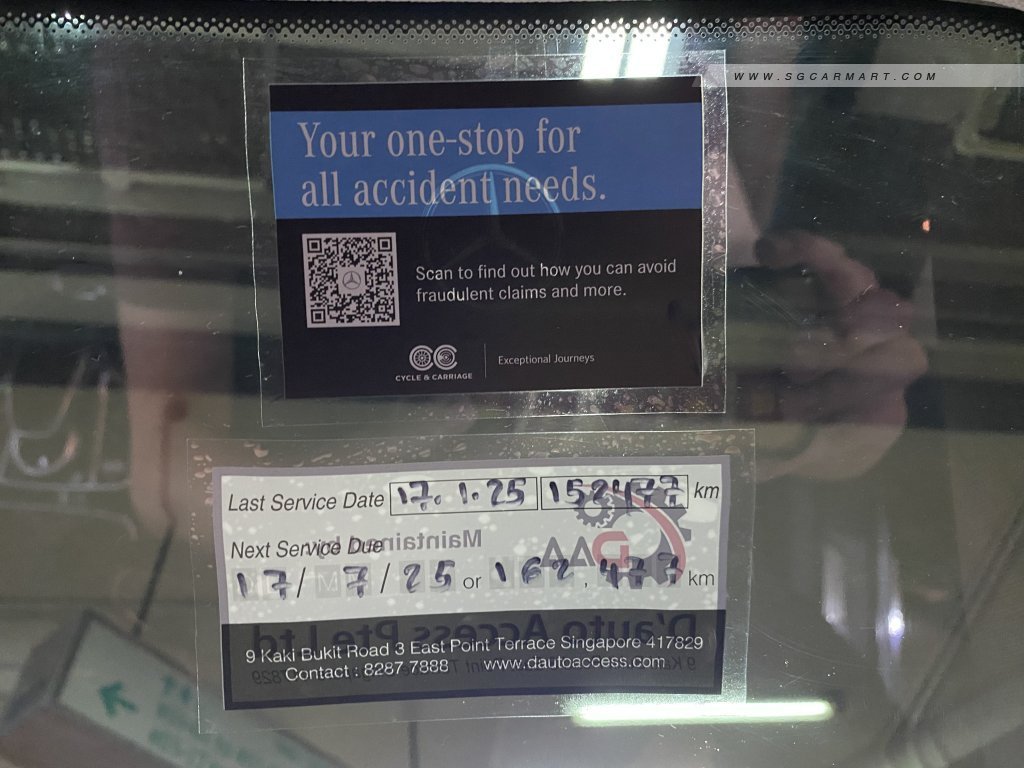 WWW.SGCARMART.COM
Your one-stop for
all accident needs.
Scan to find out how you can avoid
fraudulent claims and more.
CYCLE & CARRIAGE
Exceptional Journeys
Last Service Date 17. 1. 25 152477 km
Next Service Due
17/ 7/25 or 162,477 km
Maintained by
AAG
D'auto Access Pte Ltd
9 Kaki Bukit Road 3 East Point Terrace Singapore 417829
Contact : 8287 7888 www.dautoaccess.com